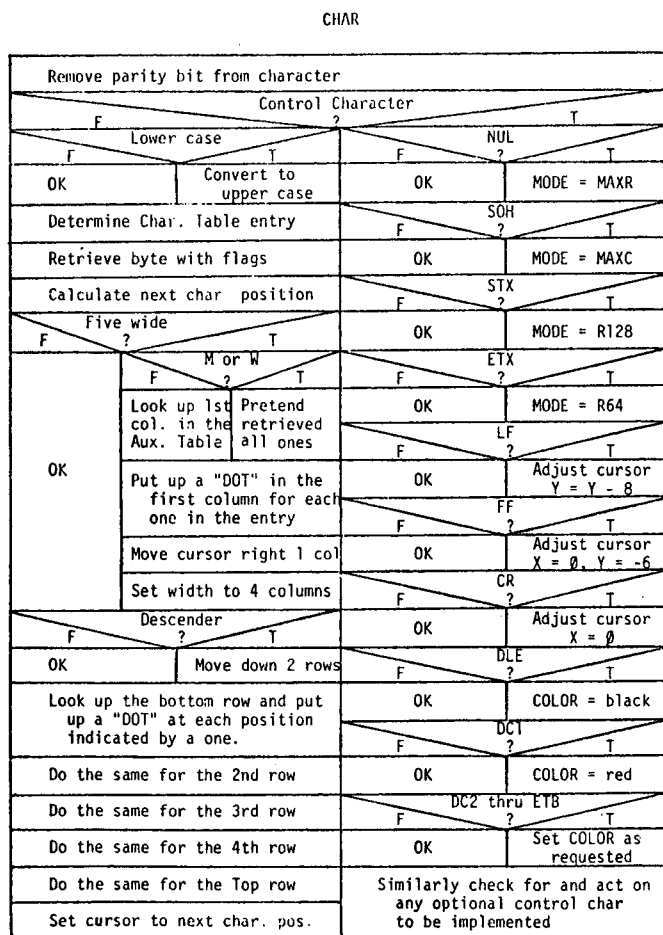 CHAR
Remove parity bit from character
Control Character
F ? T
Lower case
F T
OK
Convert to
upper case
Determine Char. Table entry
Retrieve byte with flags
Calculate next char position
Five wide
F ? T
OK
M or W
F ? T
Look up 1st
col. in the
Aux. Table
Pretend
retrieved
all ones
Put up a "DOT" in the
first column for each
one in the entry
Move cursor right 1 col
Set width to 4 columns
Descender
F ? T
OK
Move down 2 rows
Look up the bottom row and put
up a "DOT" at each position
indicated by a one.
Do the same for the 2nd row
Do the same for the 3rd row
Do the same for the 4th row
Do the same for the Top row
Set cursor to next char. pos.
NUL
F ? T
OK
MODE = MAXR
SOH
F ? T
OK
MODE = MAXC
STX
F ? T
OK
MODE = R128
ETX
F ? T
OK
MODE = R64
LF
F ? T
OK
Adjust cursor
Y = Y - 8
FF
F ? T
OK
Adjust cursor
X = Ø, Y = -6
CR
F ? T
OK
Adjust cursor
X = Ø
DLE
F ? T
OK
COLOR = black
DC1
F ? T
OK
COLOR = red
DC2 thru ETB
F ? T
OK
Set COLOR as
requested
Similarly check for and act on
any optional control char
to be implemented